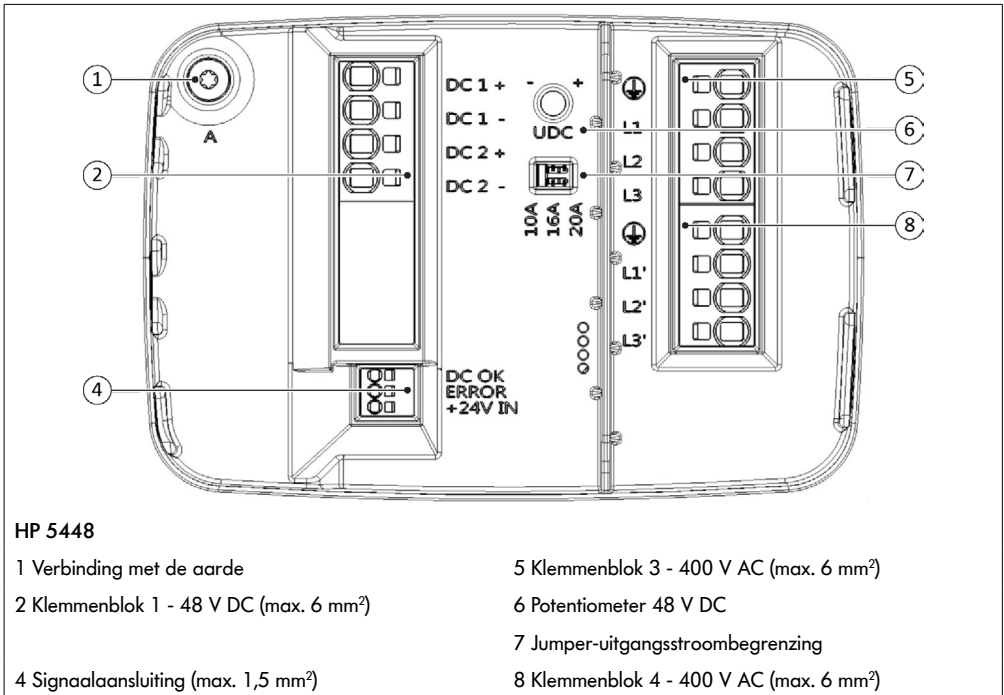 1
A
2
4
DC 1 +
DC 1 -
DC 2 +
DC 2 -
- +
UDC
10A
16A
20A
DC OK
ERROR
+24V IN
L1
L2
L3
L1'
L2'
L3'
5
6
7
8
HP 5448
1 Verbinding met de aarde
2 Klemmenblok 1 - 48 V DC (max. 6 mm²)
4 Signaalaansluiting (max. 1,5 mm²)
5 Klemmenblok 3 - 400 V AC (max. 6 mm²)
6 Potentiometer 48 V DC
7 Jumper-uitgangsstroombegrenzing
8 Klemmenblok 4 - 400 V AC (max. 6 mm²)